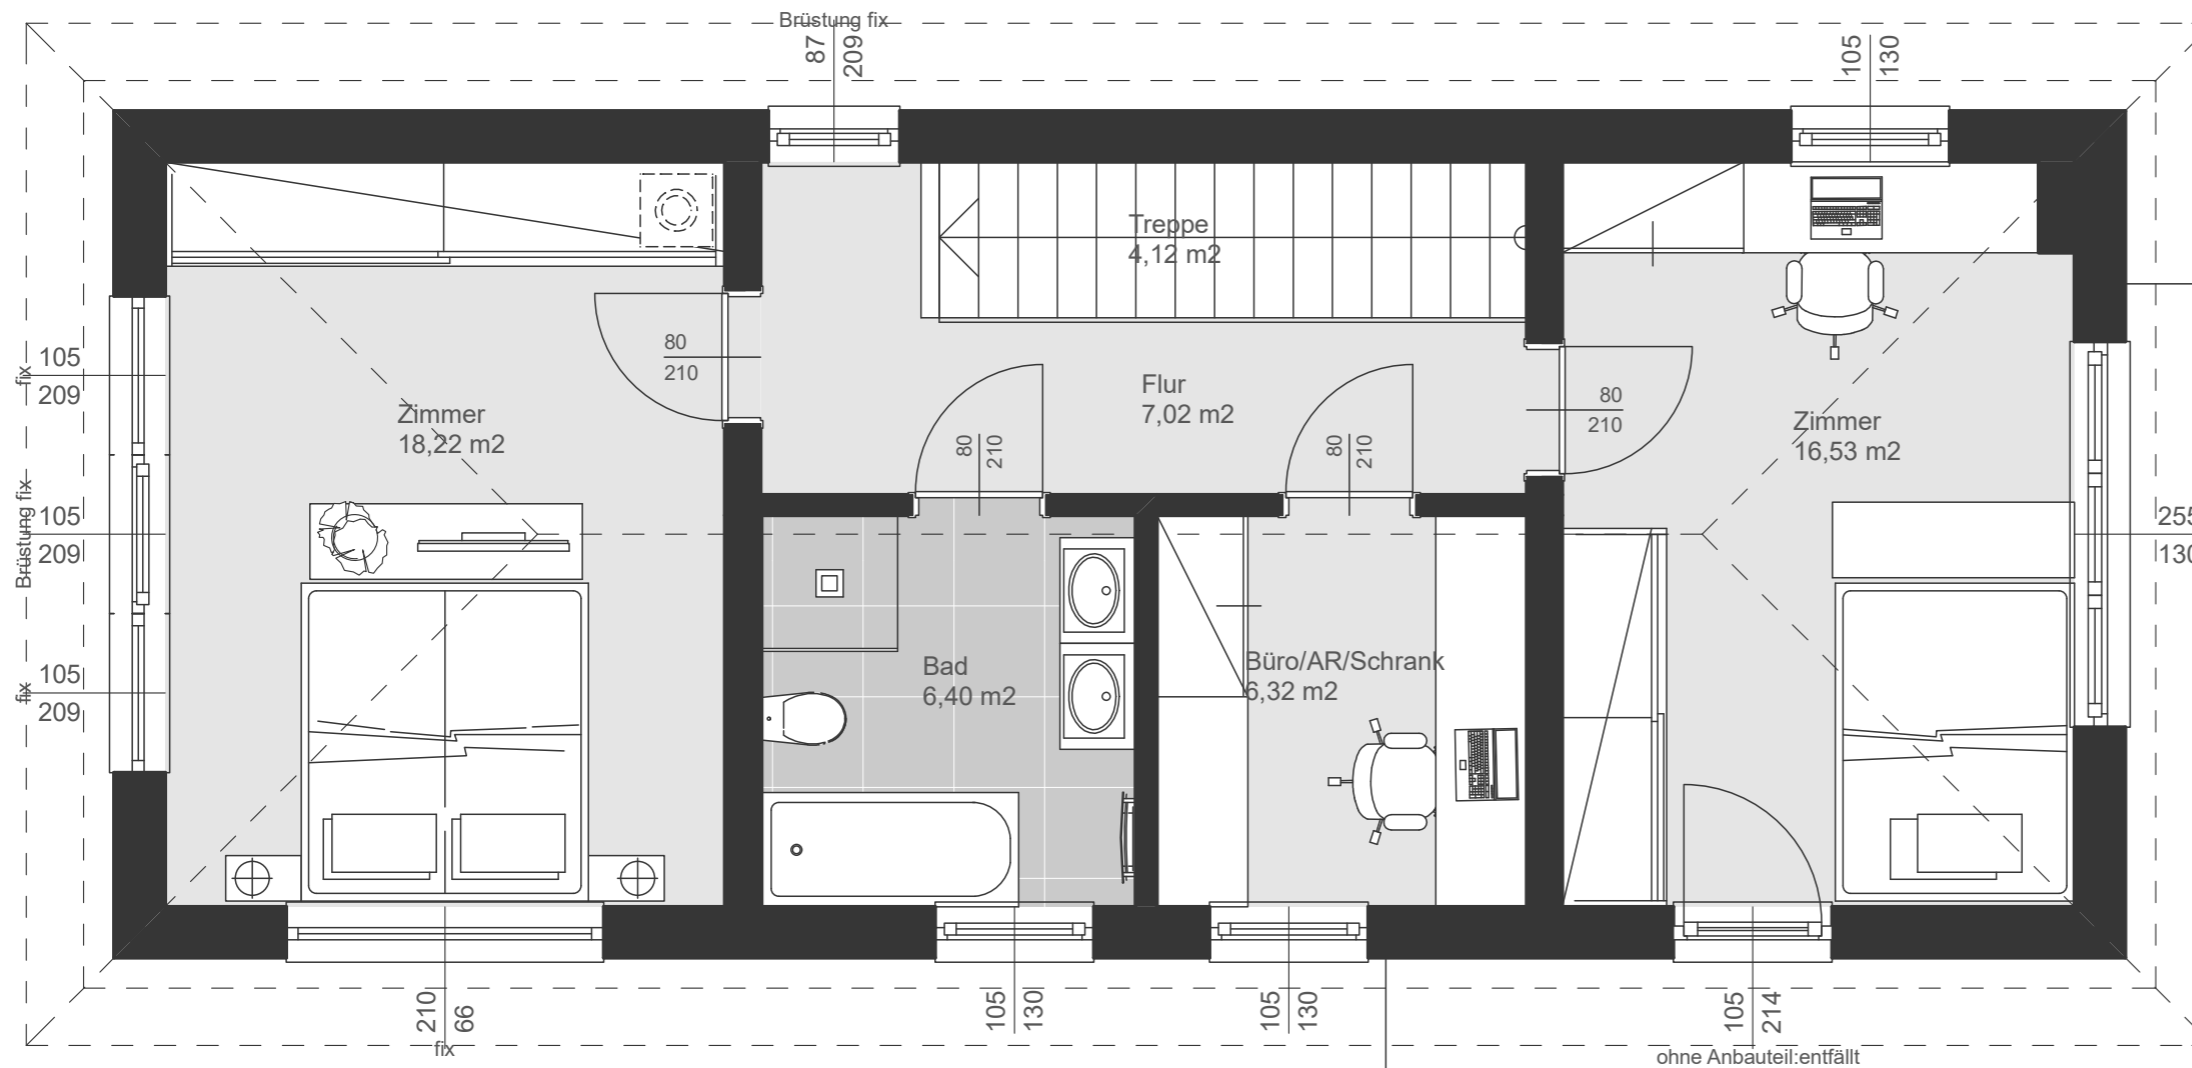 Brüstung fix
87
209
105
130
Treppe
4,12 m2
105
209
fix
80
210
Flur
7,02 m2
80
210
Zimmer
18,22 m2
Zimmer
16,53 m2
80
210
80
210
105
209
Brüstung fix
255
130
105
209
fix
Bad
6,40 m2
Büro/AR/Schrank
6,32 m2
210
66
fix
105
130
105
130
105
214
ohne Anbauteil:entfällt